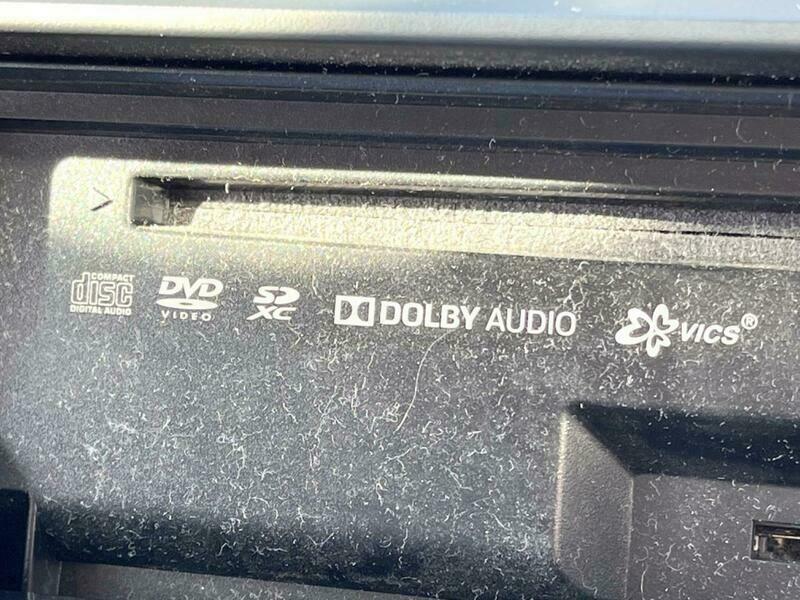 COMPACT
disc
DIGITAL AUDIO
DVD
VIDEO
SD
XC
DOLBY AUDIO
VICS®